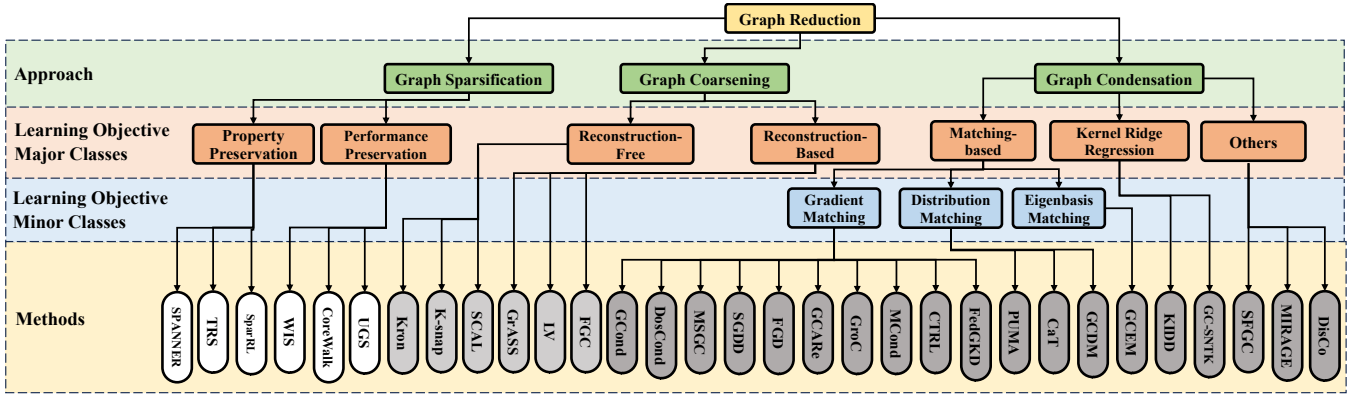 Graph Reduction
Approach
Graph Sparsification
Graph Coarsening
Graph Condensation
Learning Objective
Major Classes
Property
Preservation
Performance
Preservation
Reconstruction-
Free
Reconstruction-
Based
Matching-
based
Kernel Ridge
Regression
Others
Learning Objective
Minor Classes
Gradient
Matching
Distribution
Matching
Eigenbasis
Matching
Methods
SPANNER
TRS
SparRL
WIS
CoreWalk
UGS
Kron
K-snap
SCAL
GrASS
LV
FGC
GCond
DosCond
MSGC
SGDD
FGD
GCARe
GroC
MCond
CTRL
FedGKD
PUMA
CaT
GCDM
GCEM
KIDD
GC-SNTK
SFGC
MIRAGE
DisCo